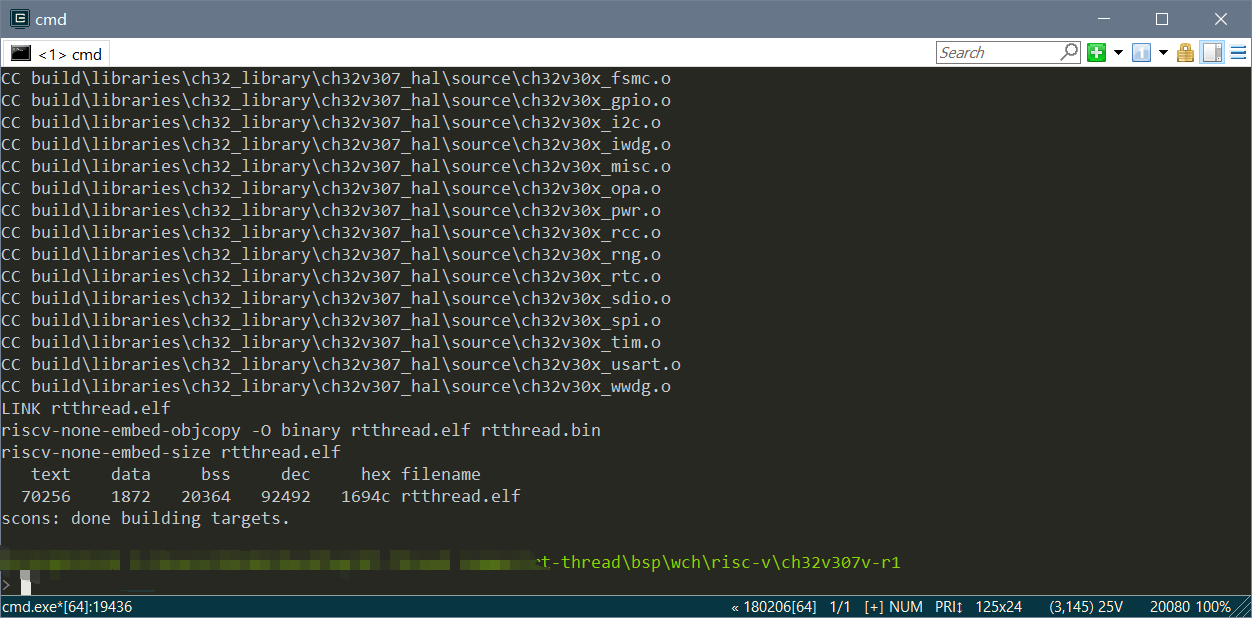 cmd
<1> cmd
Search
CC build\libraries\ch32_library\ch32v307_hal\source\ch32v30x_fsmc.o
CC build\libraries\ch32_library\ch32v307_hal\source\ch32v30x_gpio.o
CC build\libraries\ch32_library\ch32v307_hal\source\ch32v30x_i2c.o
CC build\libraries\ch32_library\ch32v307_hal\source\ch32v30x_iwdg.o
CC build\libraries\ch32_library\ch32v307_hal\source\ch32v30x_misc.o
CC build\libraries\ch32_library\ch32v307_hal\source\ch32v30x_opa.o
CC build\libraries\ch32_library\ch32v307_hal\source\ch32v30x_pwr.o
CC build\libraries\ch32_library\ch32v307_hal\source\ch32v30x_rcc.o
CC build\libraries\ch32_library\ch32v307_hal\source\ch32v30x_rng.o
CC build\libraries\ch32_library\ch32v307_hal\source\ch32v30x_rtc.o
CC build\libraries\ch32_library\ch32v307_hal\source\ch32v30x_sdio.o
CC build\libraries\ch32_library\ch32v307_hal\source\ch32v30x_spi.o
CC build\libraries\ch32_library\ch32v307_hal\source\ch32v30x_tim.o
CC build\libraries\ch32_library\ch32v307_hal\source\ch32v30x_usart.o
CC build\libraries\ch32_library\ch32v307_hal\source\ch32v30x_wwdg.o
LINK rtthread.elf
riscv-none-embed-objcopy -O binary rtthread.elf rtthread.bin
riscv-none-embed-size rtthread.elf
text data bss dec hex filename
70256 1872 20364 92492 1694c rtthread.elf
scons: done building targets.
t-thread\bsp\wch\risc-v\ch32v307v-r1
>
cmd.exe*[64]:19436 « 180206[64] 1/1 [+] NUM PRI↕ 125x24 (3,145) 25V 20080 100%